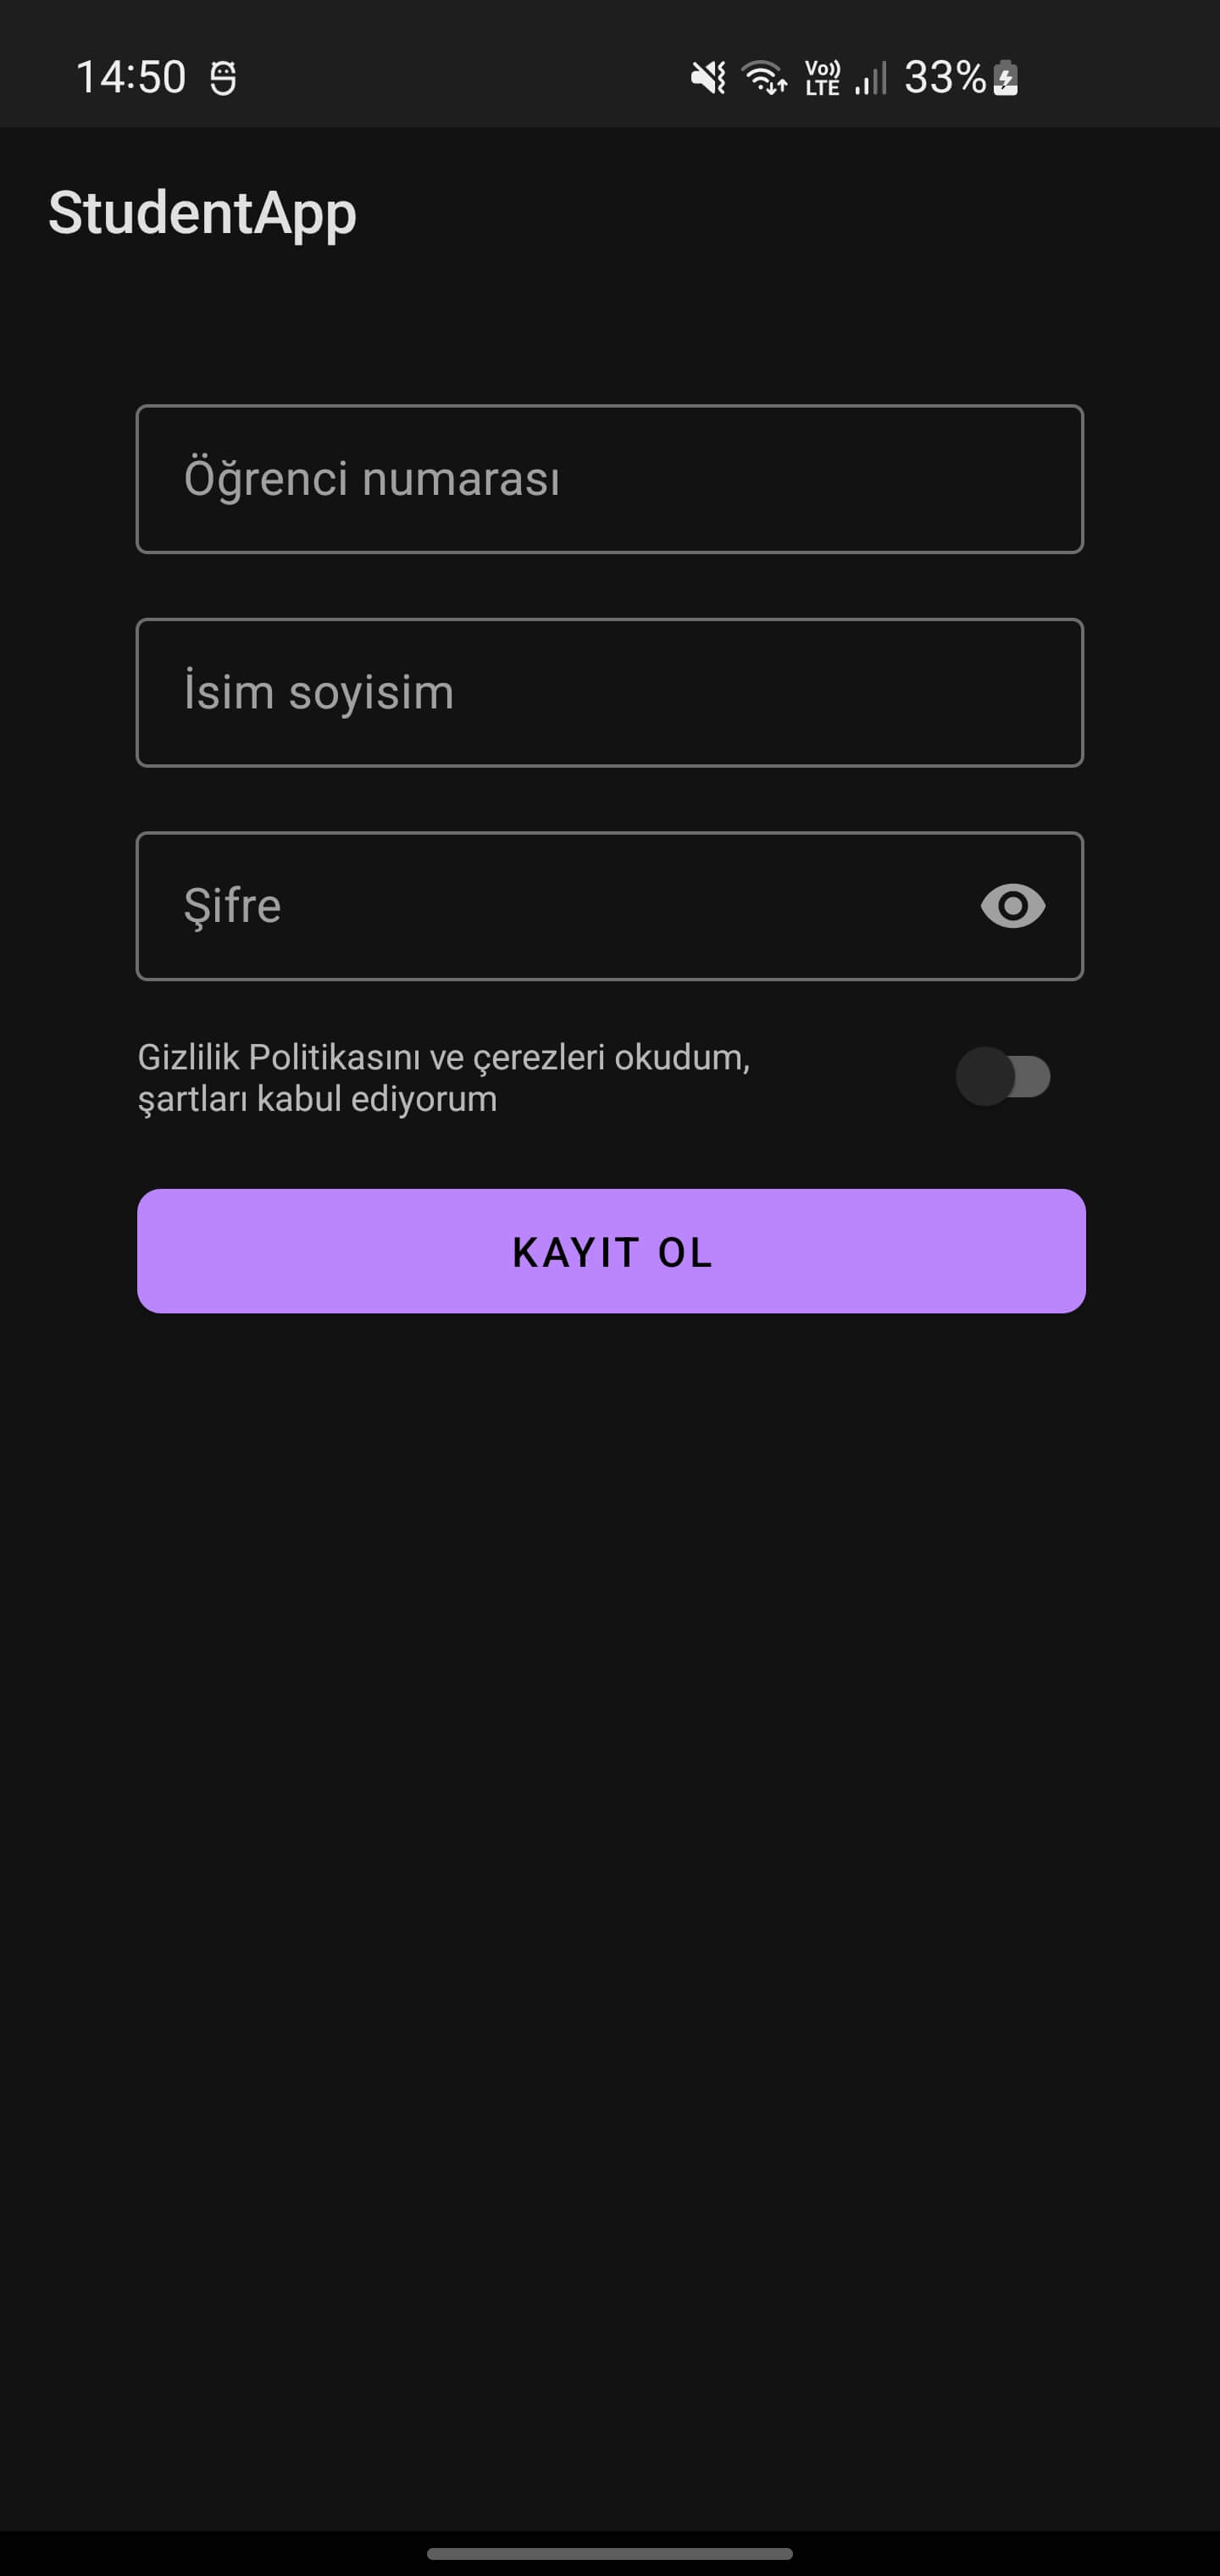 14:50
Vo)) LTE 33%
StudentApp
Öğrenci numarası
İsim soyisim
Şifre
Gizlilik Politikasını ve çerezleri okudum,
şartları kabul ediyorum
KAYIT OL